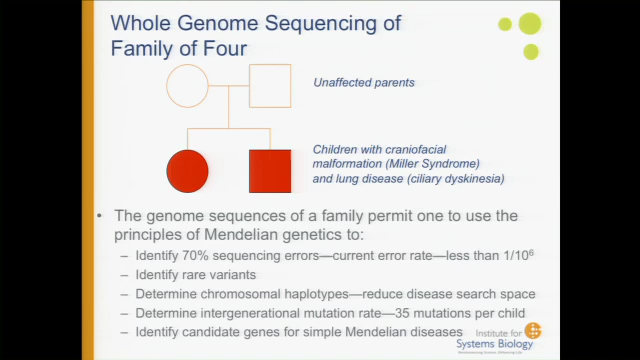 Whole Genome Sequencing of
Family of Four
Unaffected parents
Children with craniofacial
malformation (Miller Syndrome)
and lung disease (ciliary dyskinesia)
• The genome sequences of a family permit one to use the
principles of Mendelian genetics to:
– Identify 70% sequencing errors—current error rate—less than 1/10⁶
– Identify rare variants
– Determine chromosomal haplotypes—reduce disease search space
– Determine intergenerational mutation rate—35 mutations per child
– Identify candidate genes for simple Mendelian diseases
Institute for
Systems Biology